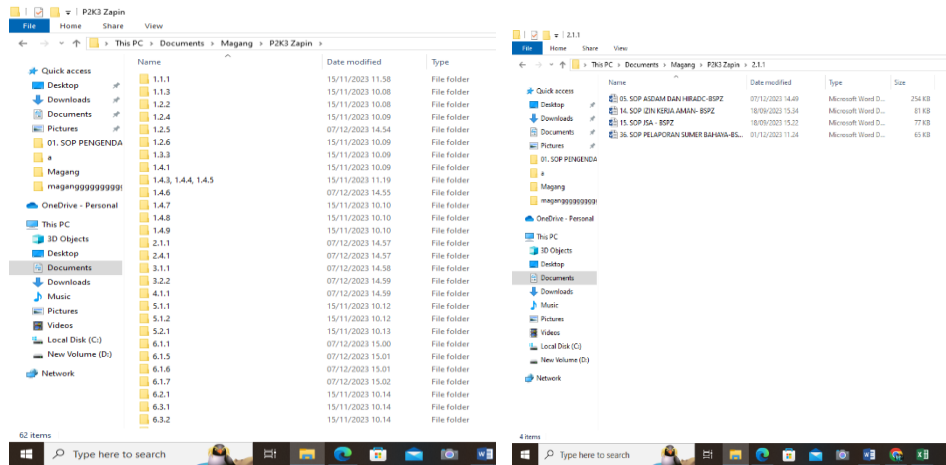 P2K3 Zapin
File Home Share View
This PC > Documents > Magang > P2K3 Zapin >
Name Date modified Type
Quick access
Desktop
Downloads
Documents
Pictures
01. SOP PENGENDA
a
Magang
OneDrive - Personal
This PC
3D Objects
Desktop
Documents
Downloads
Music
Pictures
Videos
Local Disk (C:)
New Volume (D:)
Network
1.1.1 15/11/2023 11.58 File folder
1.1.3 15/11/2023 10.08 File folder
1.2.2 15/11/2023 10.08 File folder
1.2.4 15/11/2023 10.09 File folder
1.2.5 07/12/2023 14.54 File folder
1.2.6 15/11/2023 10.09 File folder
1.3.3 15/11/2023 10.09 File folder
1.4.1 15/11/2023 10.09 File folder
1.4.3, 1.4.4, 1.4.5 15/11/2023 11.19 File folder
1.4.6 07/12/2023 14.55 File folder
1.4.7 15/11/2023 10.10 File folder
1.4.8 15/11/2023 10.10 File folder
1.4.9 15/11/2023 10.10 File folder
2.1.1 07/12/2023 14.57 File folder
2.4.1 07/12/2023 14.57 File folder
3.1.1 07/12/2023 14.58 File folder
3.2.2 07/12/2023 14.59 File folder
4.1.1 07/12/2023 14.59 File folder
5.1.1 15/11/2023 10.12 File folder
5.1.2 15/11/2023 10.12 File folder
5.2.1 15/11/2023 10.13 File folder
6.1.1 07/12/2023 15.00 File folder
6.1.5 07/12/2023 15.01 File folder
6.1.6 07/12/2023 15.01 File folder
6.1.7 07/12/2023 15.02 File folder
6.2.1 15/11/2023 10.14 File folder
6.3.1 15/11/2023 10.14 File folder
6.3.2 15/11/2023 10.14 File folder
62 items
Type here to search
2.1.1
File Home Share View
This PC > Documents > Magang > P2K3 Zapin > 2.1.1
Name Date modified Type Size
Quick access
Desktop
Downloads
Documents
Pictures
01. SOP PENGENDA
a
Magang
OneDrive - Personal
This PC
3D Objects
Desktop
Documents
Downloads
Music
Pictures
Videos
Local Disk (C:)
New Volume (D:)
Network
05. SOP ASDAM DAN HIRADC-BSPZ 07/12/2023 14.49 Microsoft Word D... 254 KB
14. SOP IZIN KERJA AMAN- BSPZ 18/09/2023 15.34 Microsoft Word D... 81 KB
15. SOP JSA - BSPZ 18/09/2023 15.22 Microsoft Word D... 77 KB
36. SOP PELAPORAN SUMER BAHAYA-BS... 01/12/2023 11.24 Microsoft Word D... 65 KB
4 items
Type here to search